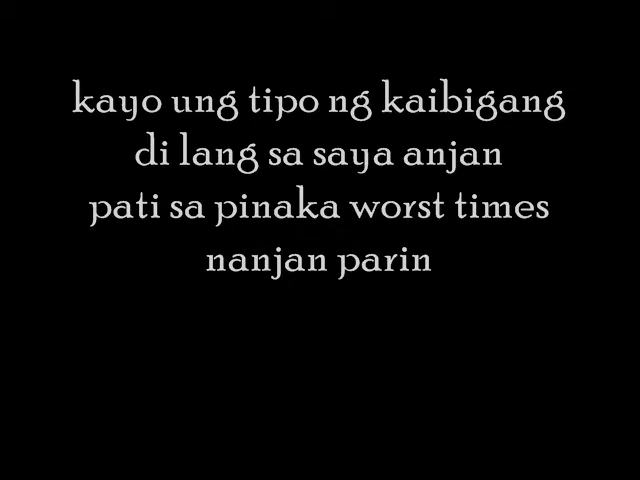 kayo ung tipo ng kaibigang
di lang sa saya anjan
pati sa pinaka worst times
nanjan parin